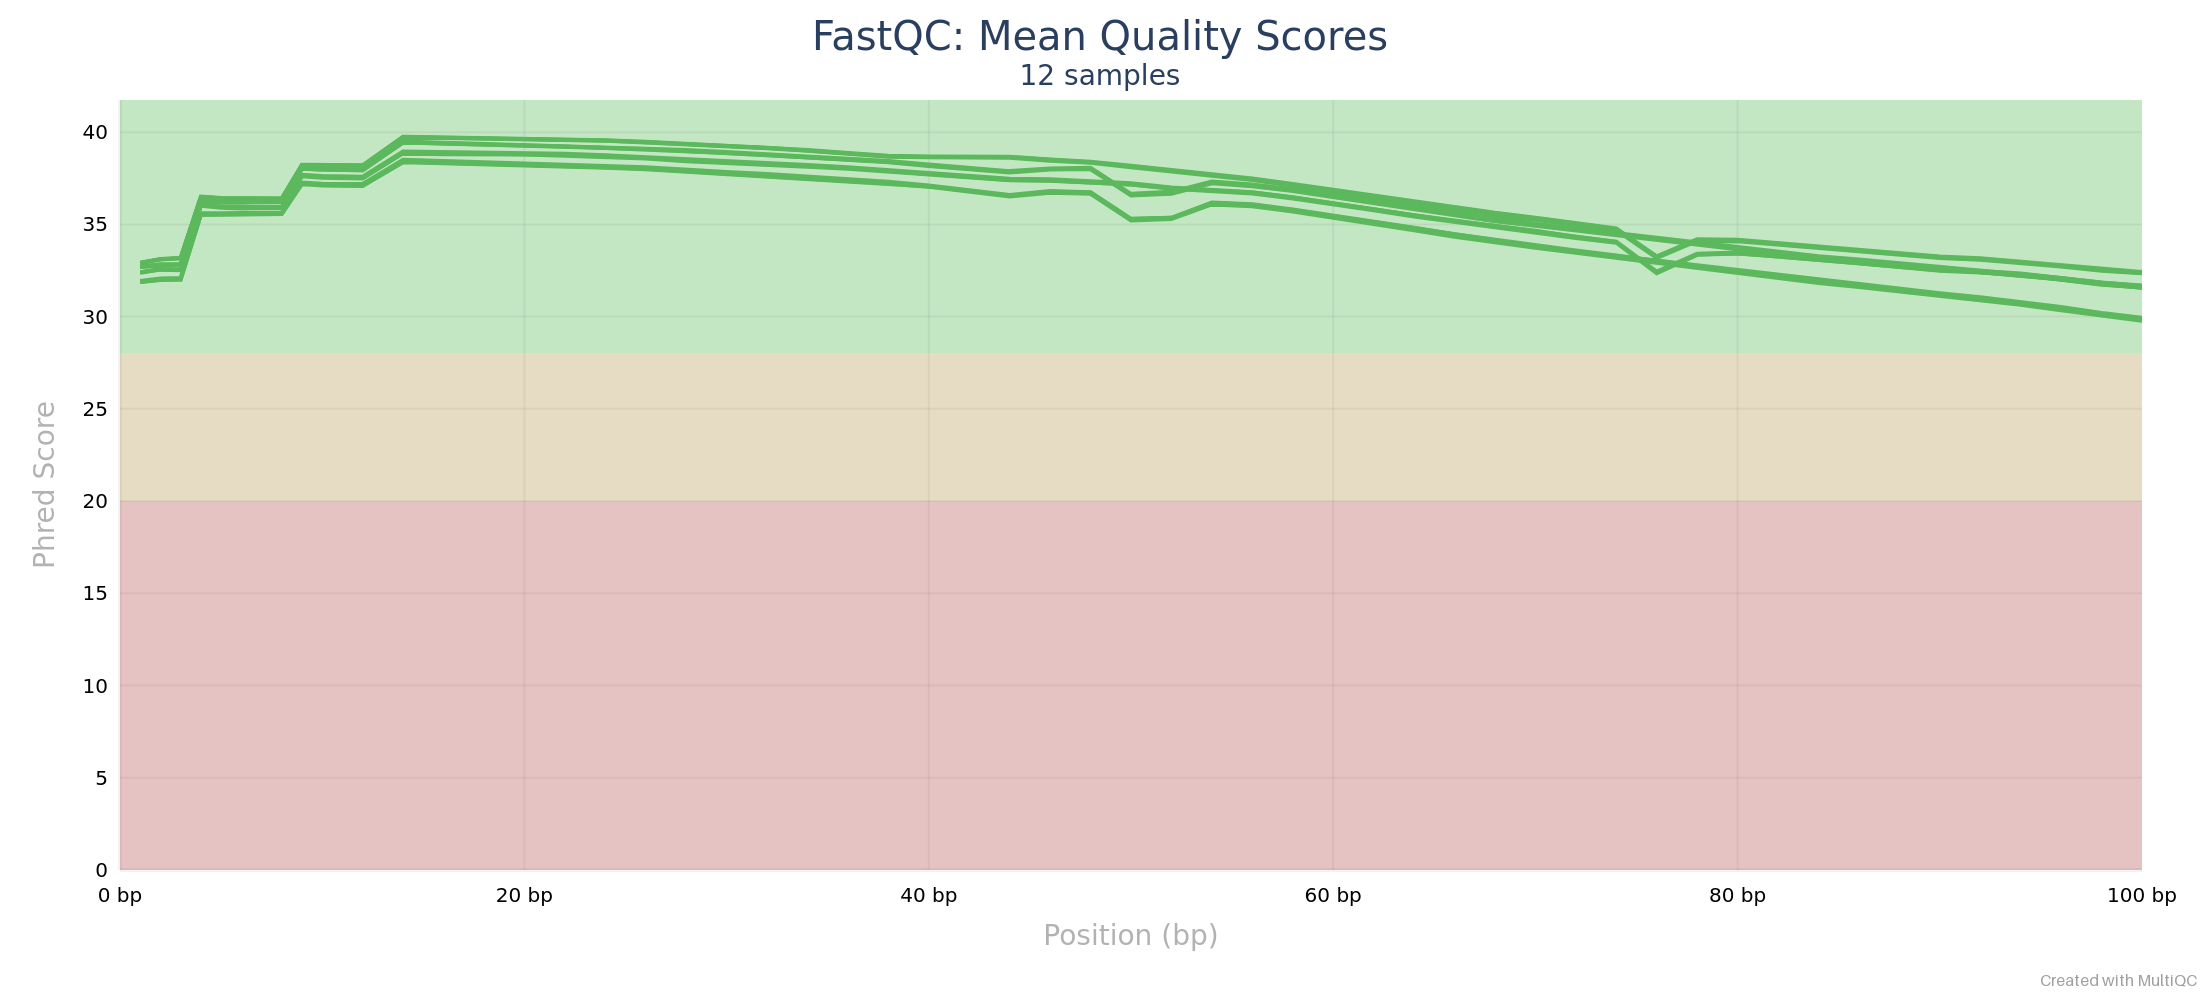 FastQC: Mean Quality Scores
12 samples
40
35
30
25
20
15
10
5
0
Phred Score
0 bp
20 bp
40 bp
60 bp
80 bp
100 bp
Position (bp)
Created with MultiQC